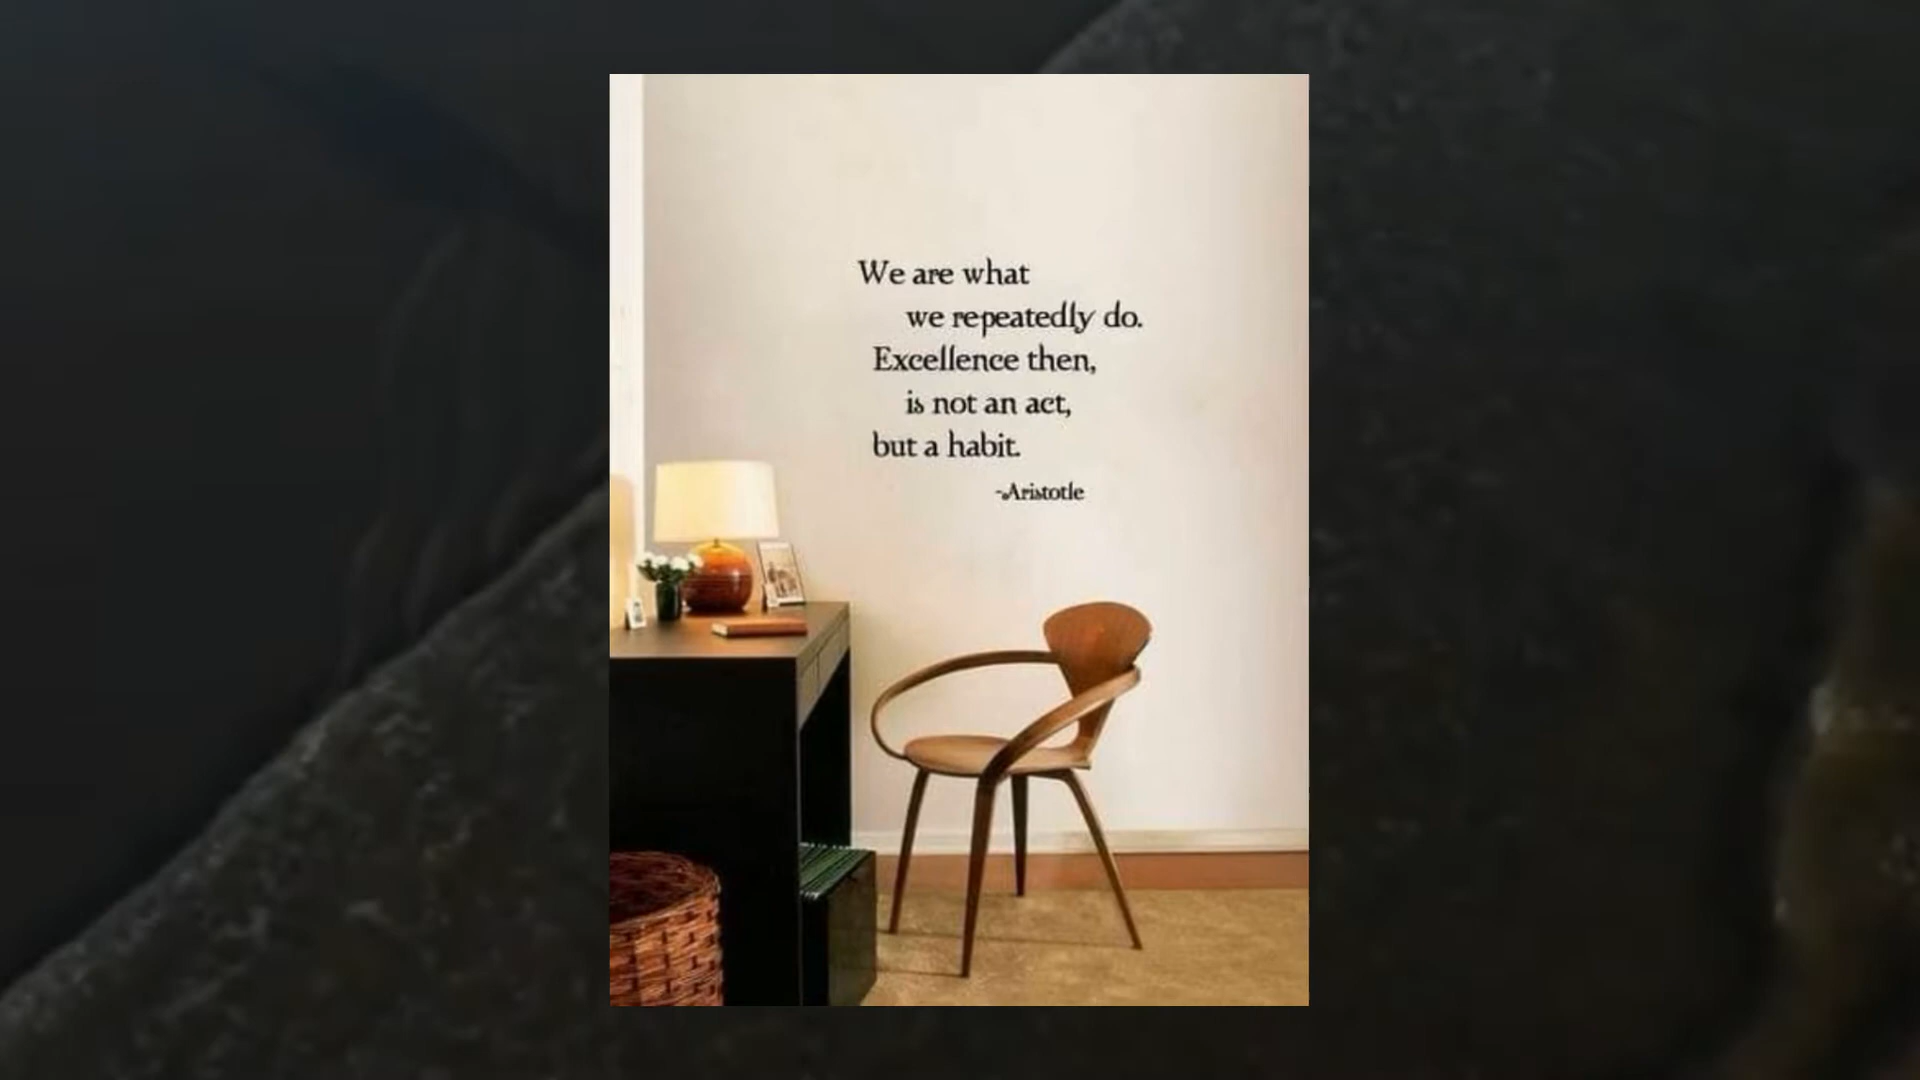 We are what
we repeatedly do.
Excellence then,
is not an act,
but a habit.
-Aristotle